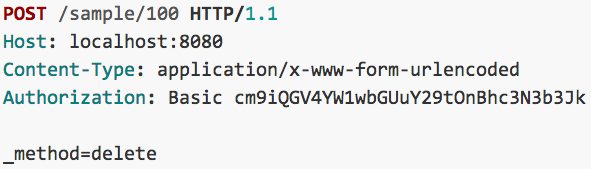 POST /sample/100 HTTP/1.1
Host: localhost:8080
Content-Type: application/x-www-form-urlencoded
Authorization: Basic cm9iQGV4YW1wbGUuY29tOnBhc3N3b3Jk
_method=delete